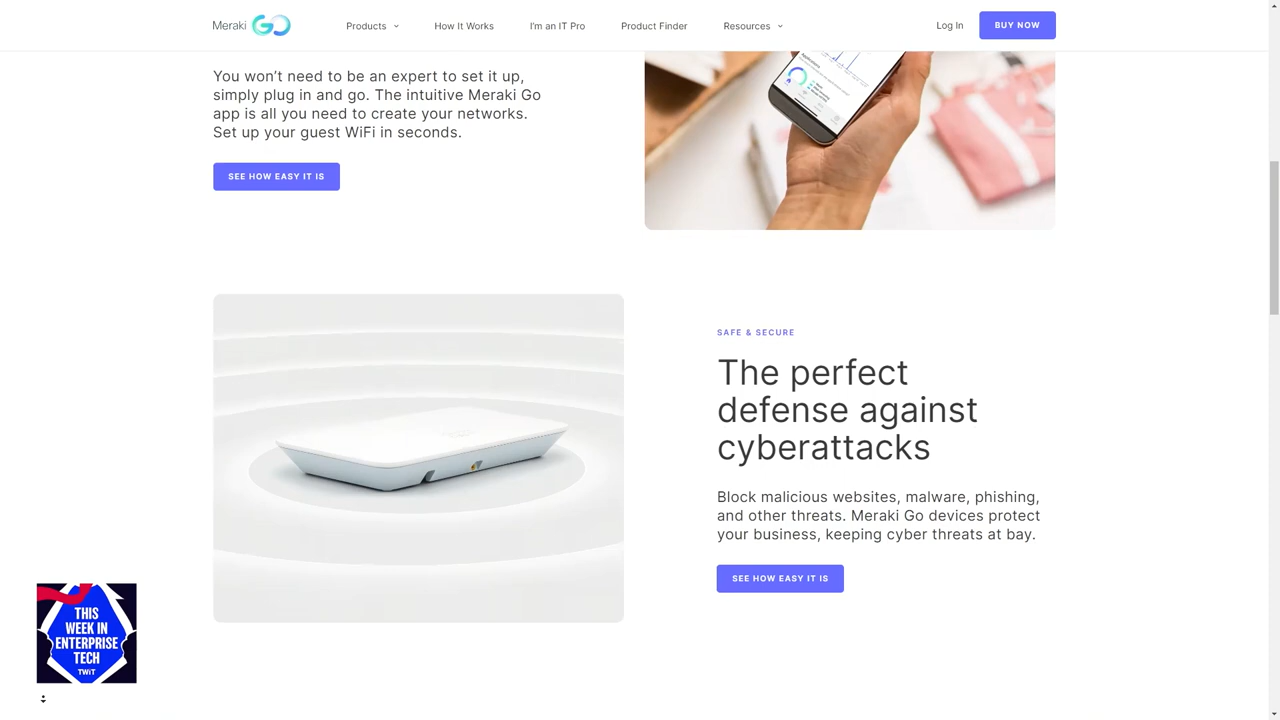 Meraki GO
Products
How It Works
I'm an IT Pro
Product Finder
Resources
Log In
BUY NOW
You won't need to be an expert to set it up,
simply plug in and go. The intuitive Meraki Go
app is all you need to create your networks.
Set up your guest WiFi in seconds.
SEE HOW EASY IT IS
SAFE & SECURE
The perfect
defense against
cyberattacks
Block malicious websites, malware, phishing,
and other threats. Meraki Go devices protect
your business, keeping cyber threats at bay.
SEE HOW EASY IT IS
THIS
WEEK IN
ENTERPRISE
TECH
TWiT